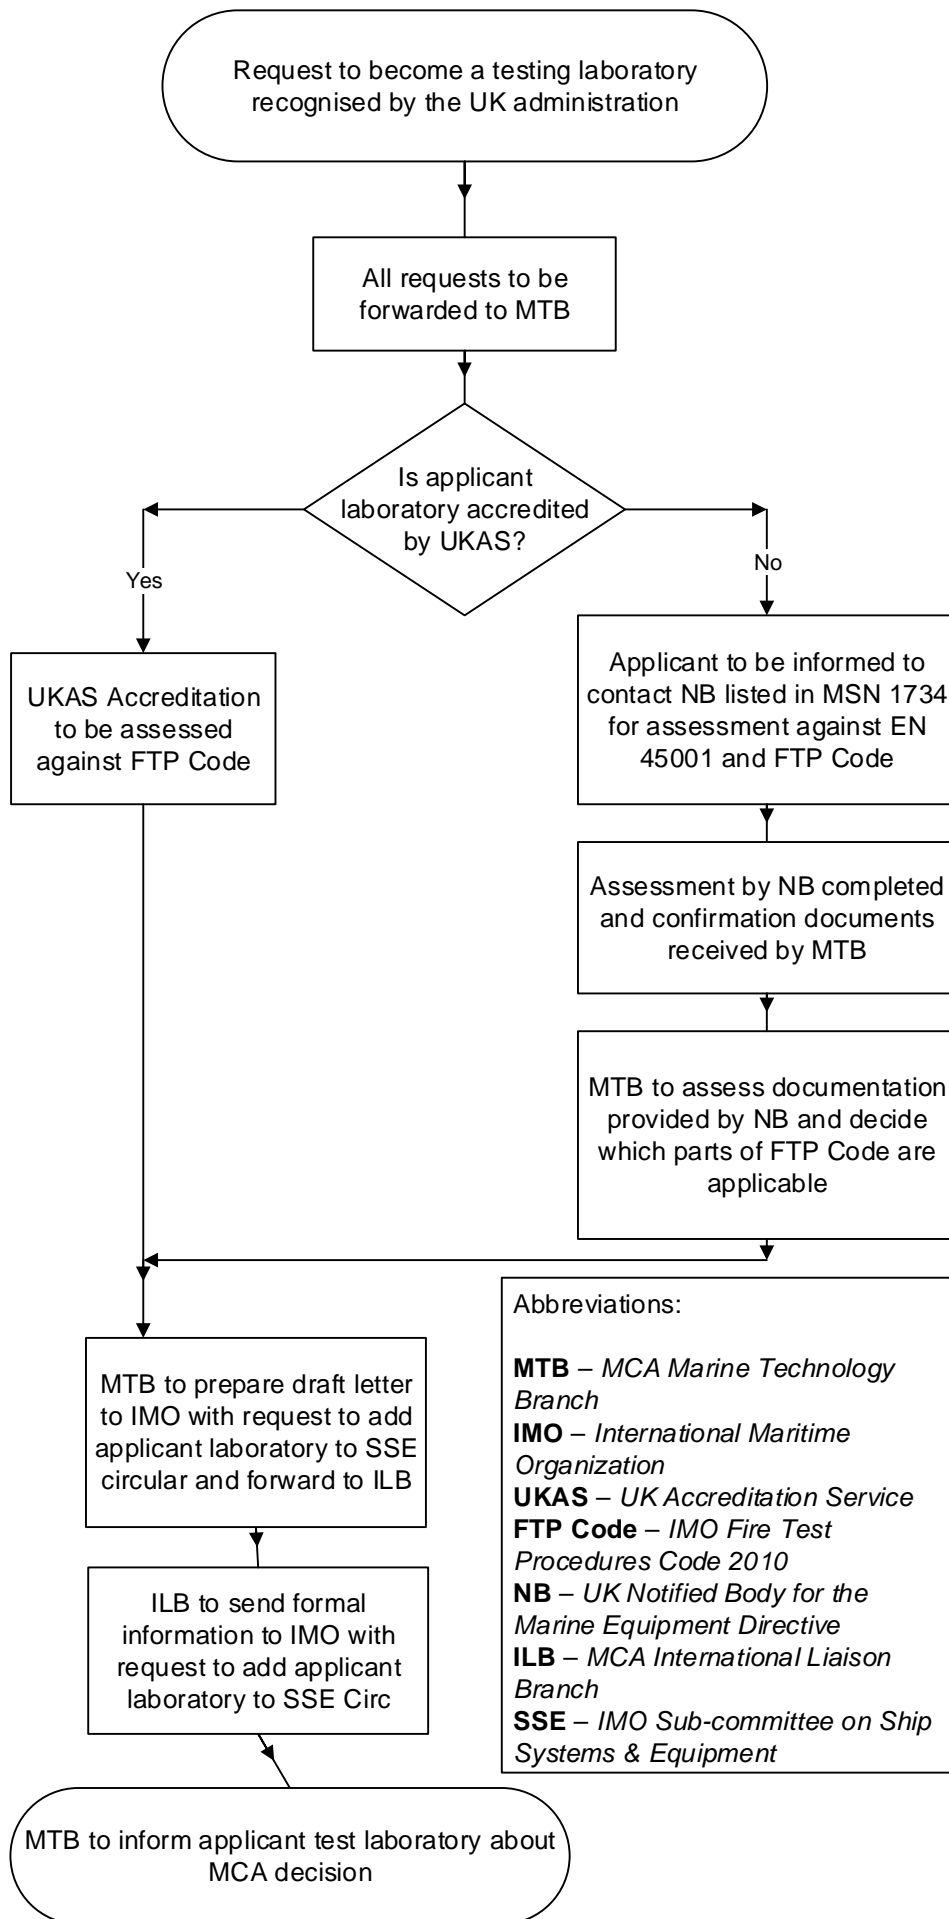 Request to become a testing laboratory
recognised by the UK administration
All requests to be
forwarded to MTB
Is applicant
laboratory accredited
by UKAS?
Yes
No
UKAS Accreditation
to be assessed
against FTP Code
Applicant to be informed to
contact NB listed in MSN 1734
for assessment against EN
45001 and FTP Code
Assessment by NB completed
and confirmation documents
received by MTB
MTB to assess documentation
provided by NB and decide
which parts of FTP Code are
applicable
MTB to prepare draft letter
to IMO with request to add
applicant laboratory to SSE
circular and forward to ILB
ILB to send formal
information to IMO with
request to add applicant
laboratory to SSE Circ
MTB to inform applicant test laboratory about
MCA decision
Abbreviations:
MTB – MCA Marine Technology
Branch
IMO – International Maritime
Organization
UKAS – UK Accreditation Service
FTP Code – IMO Fire Test
Procedures Code 2010
NB – UK Notified Body for the
Marine Equipment Directive
ILB – MCA International Liaison
Branch
SSE – IMO Sub-committee on Ship
Systems & Equipment